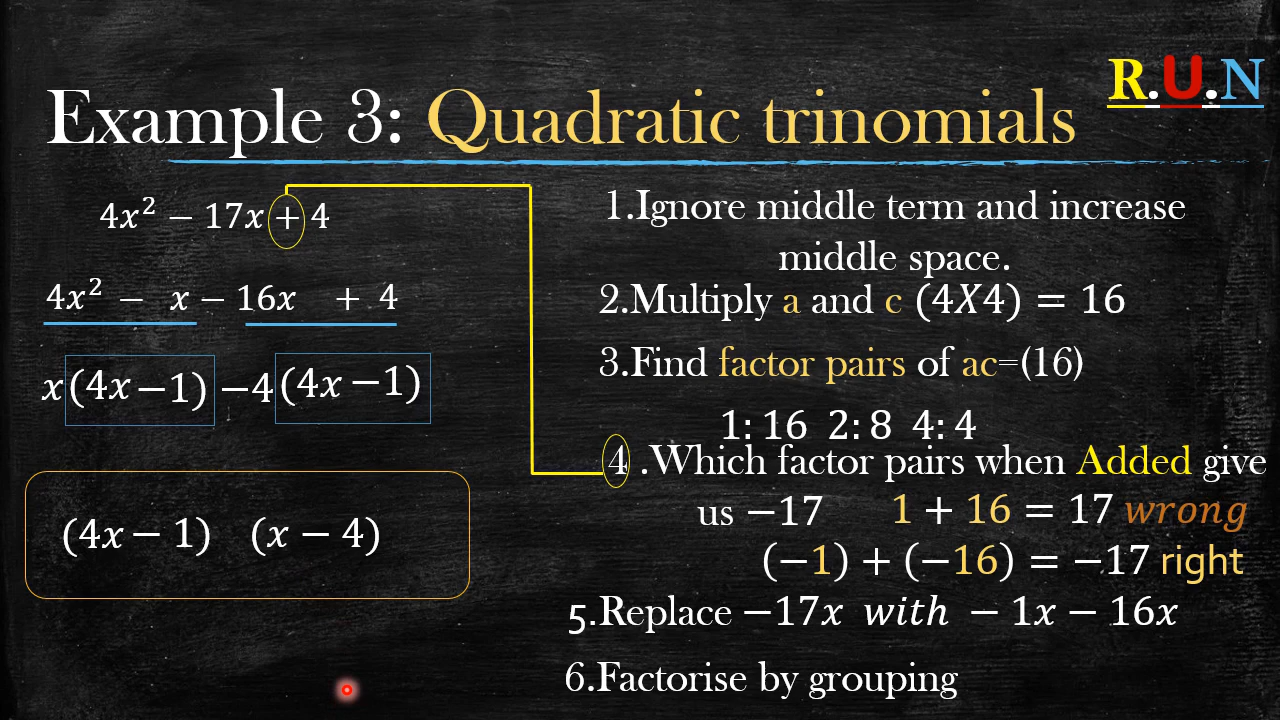 R.U.N
Example 3: Quadratic trinomials
4x² − 17x + 4
4x² − x − 16x + 4
x(4x−1) −4(4x−1)
(4x − 1) (x − 4)
1.Ignore middle term and increase
middle space.
2.Multiply a and c (4X4) = 16
3.Find factor pairs of ac=(16)
1: 16 2: 8 4: 4
4 .Which factor pairs when Added give
us −17 1 + 16 = 17 wrong
(−1) + (−16) = −17 right
5.Replace −17x with − 1x − 16x
6.Factorise by grouping